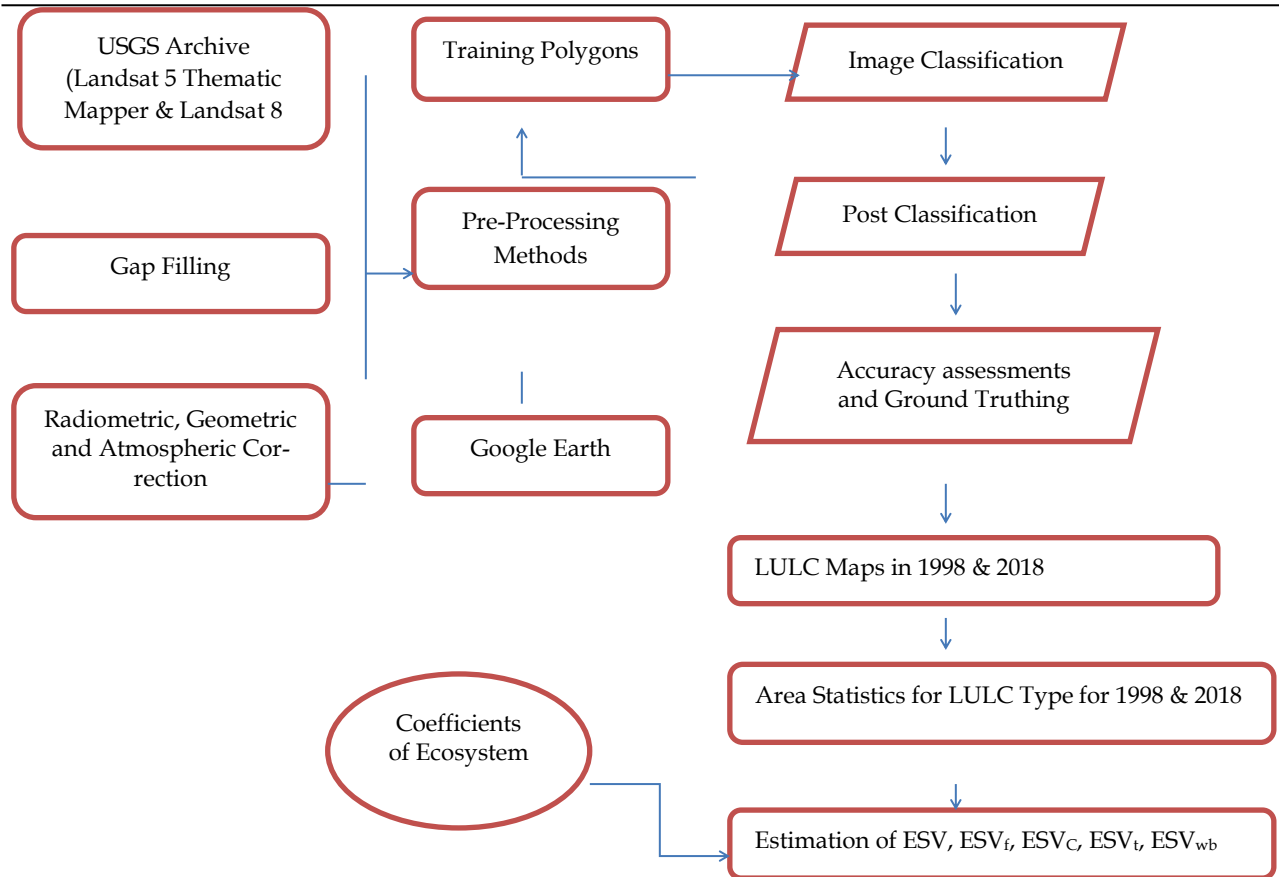 USGS Archive
(Landsat 5 Thematic
Mapper & Landsat 8
Gap Filling
Radiometric, Geometric
and Atmospheric Cor-
rection
Training Polygons
Pre-Processing
Methods
Google Earth
Image Classification
Post Classification
Accuracy assessments
and Ground Truthing
LULC Maps in 1998 & 2018
Area Statistics for LULC Type for 1998 & 2018
Coefficients
of Ecosystem
Estimation of ESV, ESVf, ESVC, ESVt, ESVwb